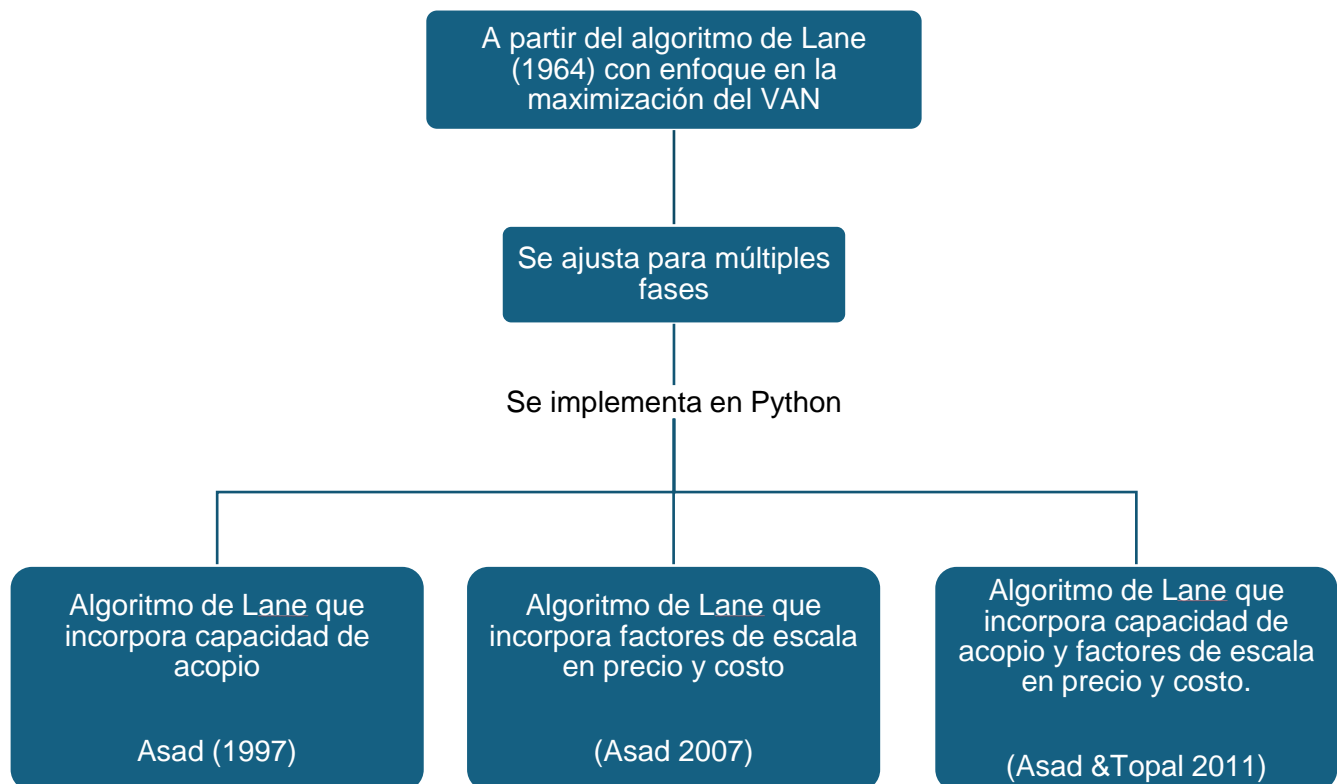 A partir del algoritmo de Lane
(1964) con enfoque en la
maximización del VAN
Se ajusta para múltiples
fases
Se implementa en Python
Algoritmo de Lane que
incorpora capacidad de
acopio
Asad (1997)
Algoritmo de Lane que
incorpora factores de escala
en precio y costo
(Asad 2007)
Algoritmo de Lane que
incorpora capacidad de
acopio y factores de escala
en precio y costo.
(Asad &Topal 2011)